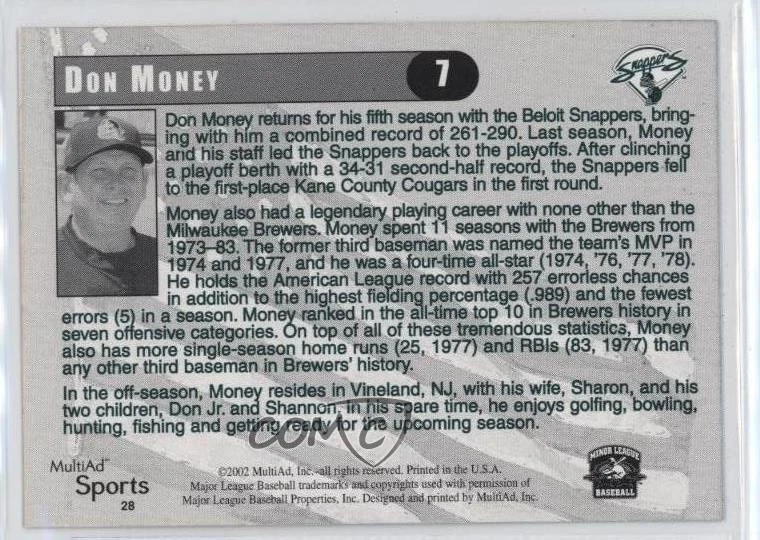 DON MONEY
7
Snappers
Don Money returns for his fifth season with the Beloit Snappers, bring-
ing with him a combined record of 261-290. Last season, Money
and his staff led the Snappers back to the playoffs. After clinching
a playoff berth with a 34-31 second-half record, the Snappers fell
to the first-place Kane County Cougars in the first round.
Money also had a legendary playing career with none other than the
Milwaukee Brewers. Money spent 11 seasons with the Brewers from
1973–83. The former third baseman was named the team's MVP in
1974 and 1977, and he was a four-time all-star (1974, '76, '77, '78).
He holds the American League record with 257 errorless chances
in addition to the highest fielding percentage (.989) and the fewest
errors (5) in a season. Money ranked in the all-time top 10 in Brewers history in
seven offensive categories. On top of all of these tremendous statistics, Money
also has more single-season home runs (25, 1977) and RBIs (83, 1977) than
any other third baseman in Brewers' history.
In the off-season, Money resides in Vineland, NJ, with his wife, Sharon, and his
two children, Don Jr. and Shannon. in his spare time, he enjoys golfing, bowling,
hunting, fishing and getting ready for the upcoming season.
COMC
MultiAd™
Sports
28
©2002 MultiAd, Inc. all rights reserved. Printed in the U.S.A.
Major League Baseball trademarks and copyrights used with permission of
Major League Baseball Properties, Inc. Designed and printed by MultiAd, Inc.
MINOR LEAGUE
BASEBALL